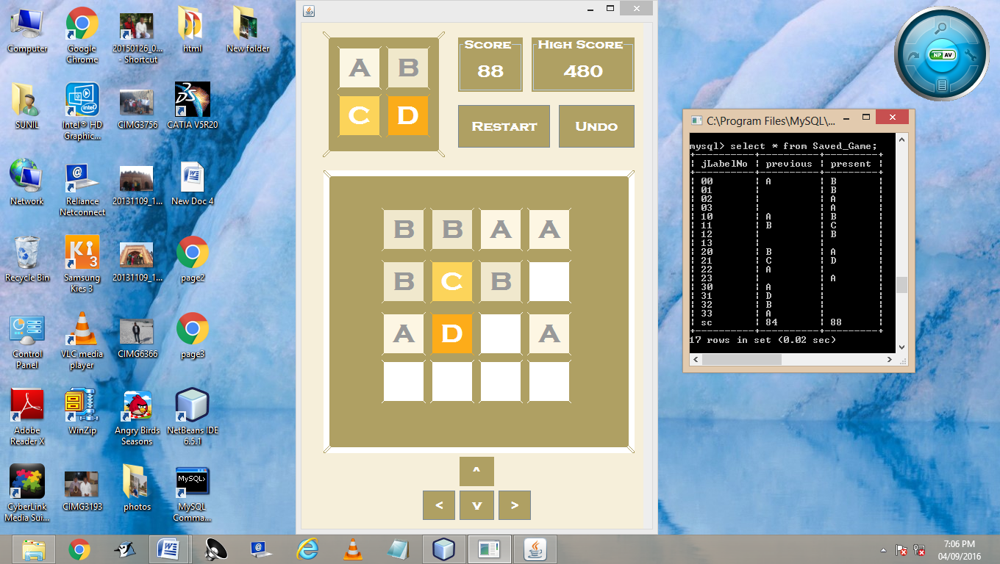 Computer
Google
Chrome
20150126_0...
- Shortcut
html
New folder
SUNIL
Intel® HD
Graphic...
CIMG3756
CATIA V5R20
Network
Reliance
Netconnect
20131109_1...
New Doc 4
Recycle Bin
Samsung
Kies 3
20131109_1...
page2
Control
Panel
VLC media
player
CIMG6366
page3
Adobe
Reader X
WinZip
Angry Birds
Seasons
NetBeans IDE
6.5.1
CyberLink
Media Sui...
CIMG3193
photos
MySQL
Comma...
Ki
3
MySQL>
A B
C D
Score
88
High Score
480
Restart
Undo
B B A A
B C B
A D A
^
< v >
NP AV
C:\Program Files\MySQL\...
mysql> select * from Saved_Game;
+-----------+----------+---------+
| jLabelNo | previous | present |
+-----------+----------+---------+
| 00 | A | B |
| 01 | | B |
| 02 | | A |
| 03 | | A |
| 10 | A | B |
| 11 | B | C |
| 12 | | B |
| 13 | | |
| 20 | B | A |
| 21 | C | D |
| 22 | A | |
| 23 | | A |
| 30 | A | |
| 31 | D | |
| 32 | B | |
| 33 | A | |
| sc | 84 | 88 |
+-----------+----------+---------+
17 rows in set (0.02 sec)
7:06 PM
04/09/2016